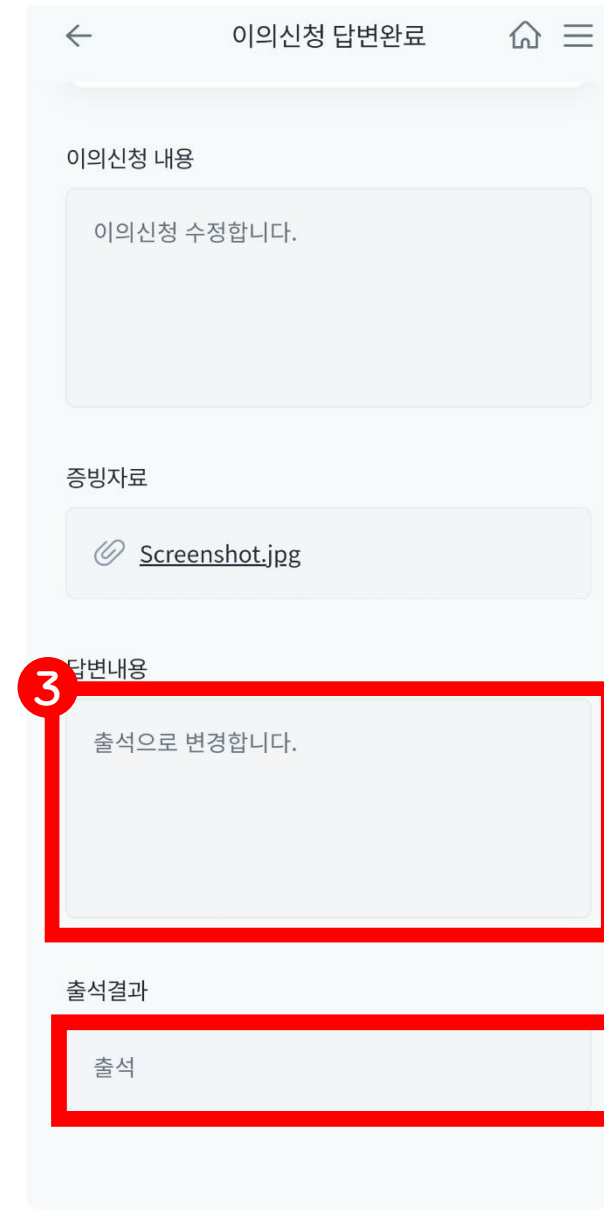 이의신청 답변완료
이의신청 내용
이의신청 수정합니다.
증빙자료
Screenshot.jpg
답변내용
3
출석으로 변경합니다.
출석결과
출석